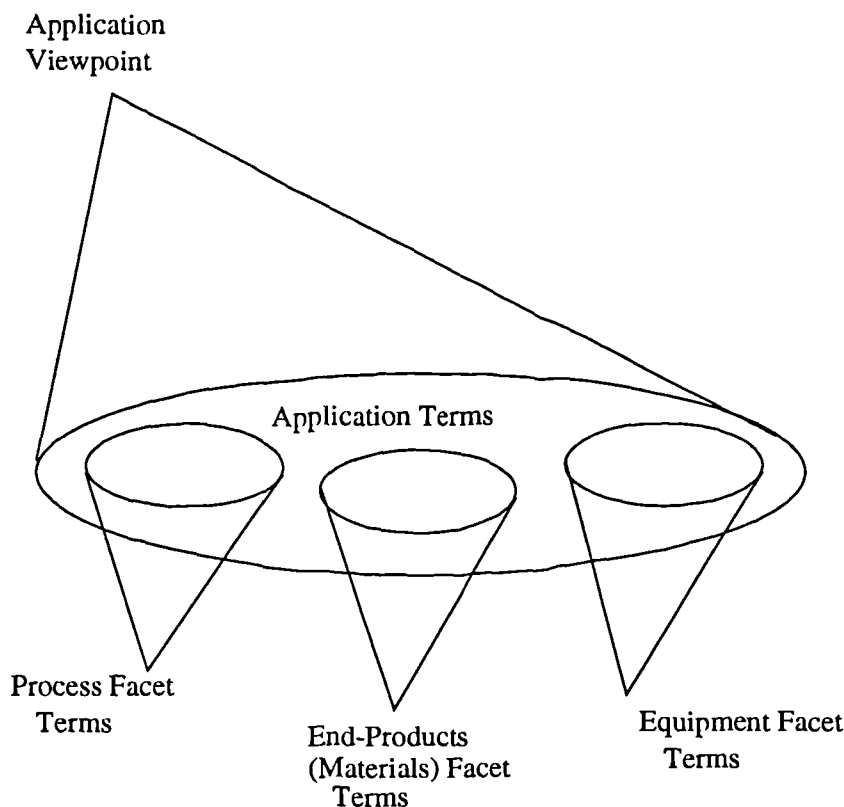 Application
Viewpoint
Application Terms
Process Facet
Terms
End-Products
(Materials) Facet
Terms
Equipment Facet
Terms